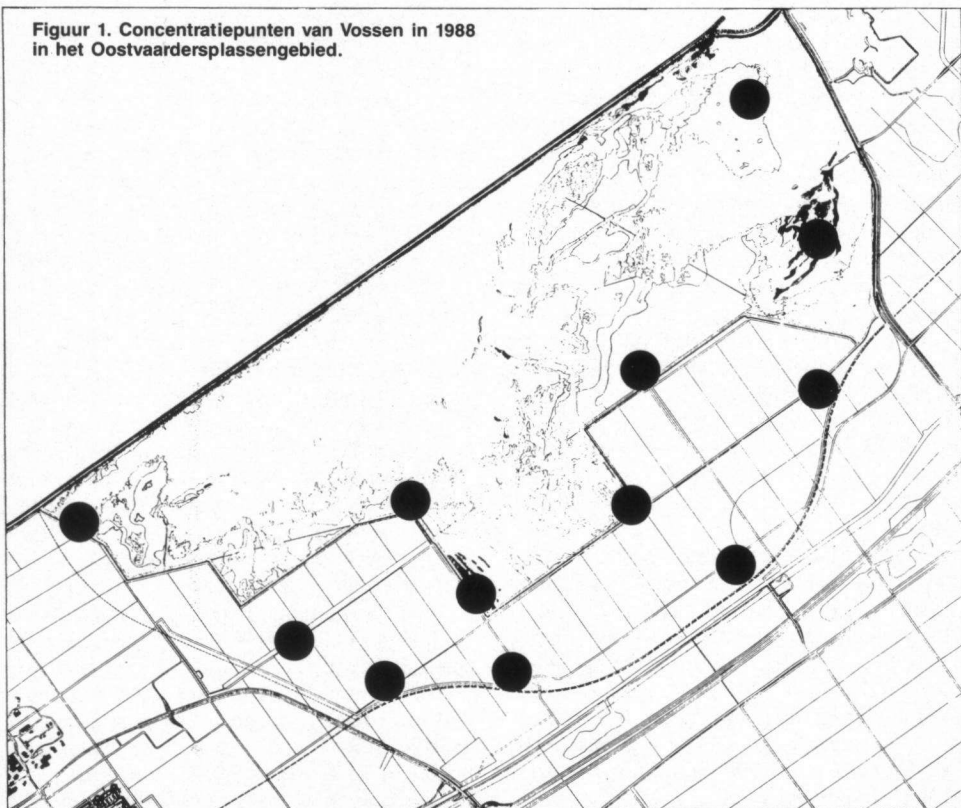 Figuur 1. Concentratiepunten van Vossen in 1988
in het Oostvaardersplassengebied.